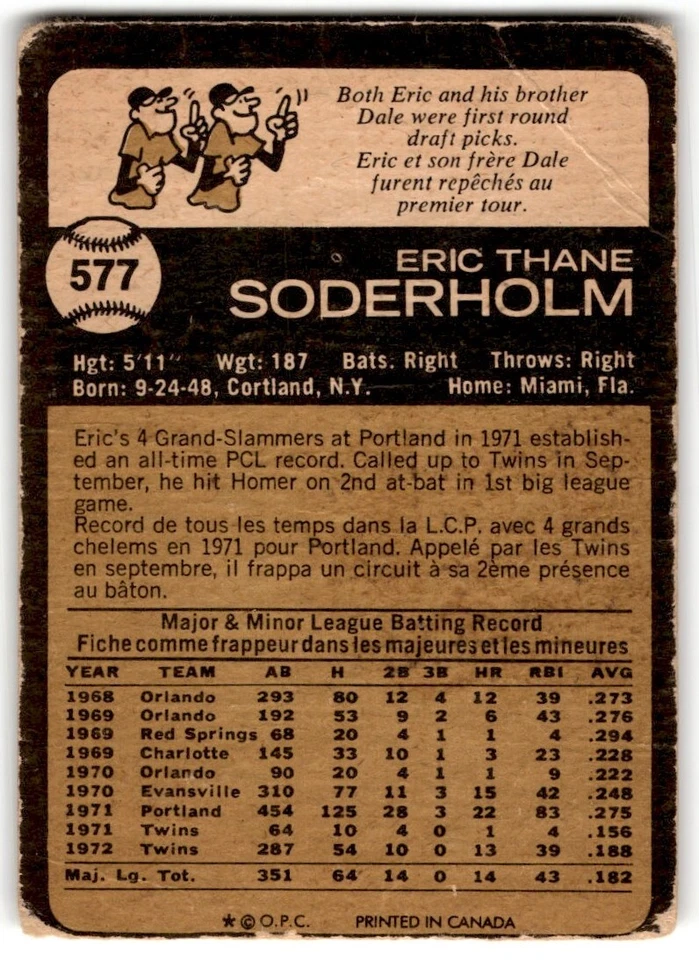 Both Eric and his brother
Dale were first round
draft picks.
Eric et son frère Dale
furent repêchés au
premier tour.
577
ERIC THANE
SODERHOLM
Hgt: 5'11" Wgt: 187 Bats: Right Throws: Right
Born: 9-24-48, Cortland, N.Y. Home: Miami, Fla.
Eric's 4 Grand-Slammers at Portland in 1971 establish-
ed an all-time PCL record. Called up to Twins in Sep-
tember, he hit Homer on 2nd at-bat in 1st big league
game.
Record de tous les temps dans la L.C.P. avec 4 grands
chelems en 1971 pour Portland. Appelé par les Twins
en septembre, il frappa un circuit à sa 2ème présence
au bâton.
Major & Minor League Batting Record
Fiche comme frappeur dans les majeures et les mineures
YEAR TEAM AB H 2B 3B HR RBI AVG
1968 Orlando 293 80 12 4 12 39 .273
1969 Orlando 192 53 9 2 6 43 .276
1969 Red Springs 68 20 4 1 1 4 .294
1969 Charlotte 145 33 10 1 3 23 .228
1970 Orlando 90 20 4 1 1 9 .222
1970 Evansville 310 77 11 3 15 42 .248
1971 Portland 454 125 28 3 22 83 .275
1971 Twins 64 10 4 0 1 4 .156
1972 Twins 287 54 10 0 13 39 .188
Maj. Lg. Tot. 351 64 14 0 14 43 .182
* © O.P.C. PRINTED IN CANADA